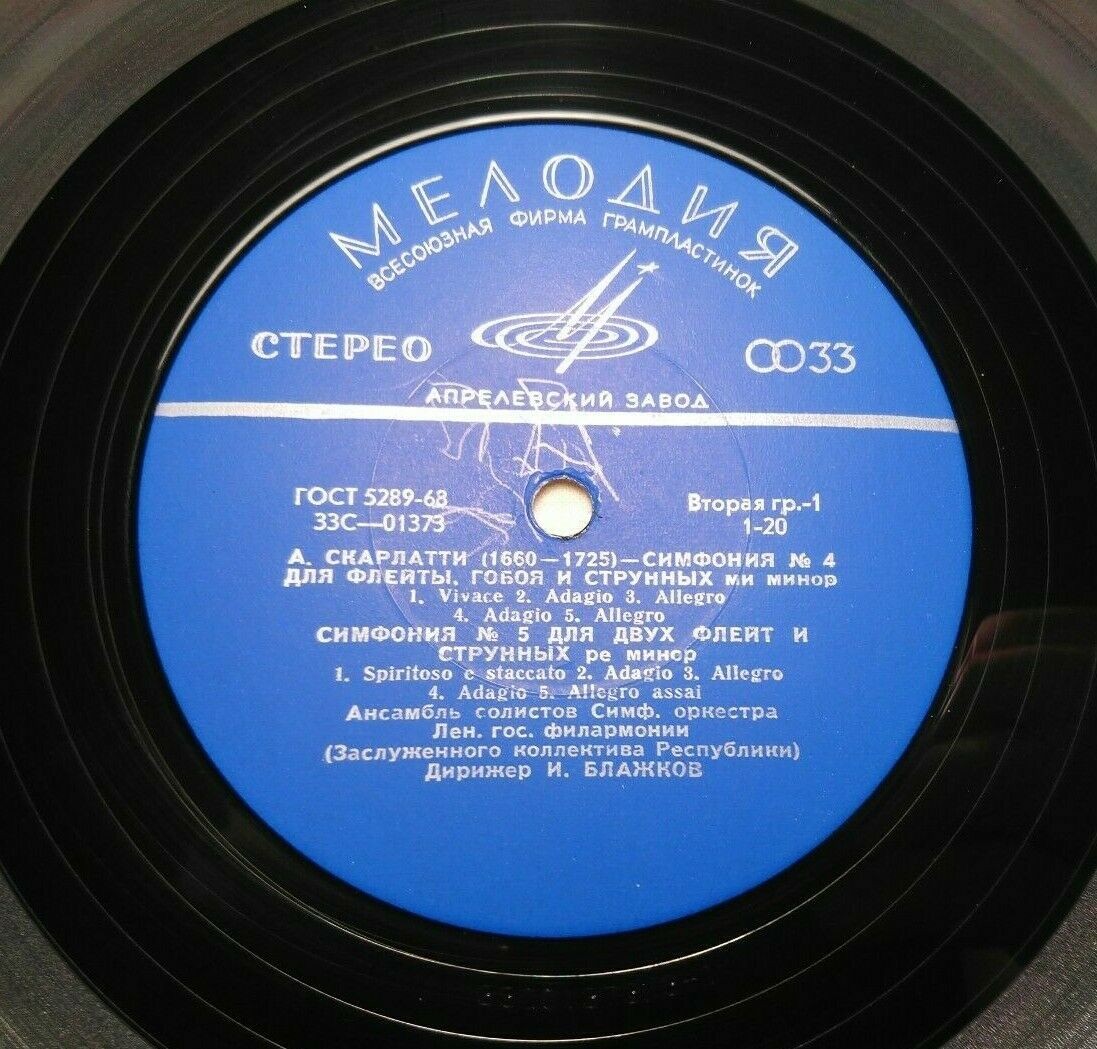 МЕЛОДИЯ
ВСЕСОЮЗНАЯ ФИРМА ГРАМПЛАСТИНОК
СТЕРЕО
33
АПРЕЛЕВСКИЙ ЗАВОД
ГОСТ 5289-68
Вторая гр.-1
33С—01373
1-20
А. СКАРЛАТТИ (1660—1725)—СИМФОНИЯ № 4
ДЛЯ ФЛЕЙТЫ, ГОБОЯ И СТРУННЫХ ми минор
1. Vivace 2. Adagio 3. Allegro
4. Adagio 5. Allegro
СИМФОНИЯ № 5 ДЛЯ ДВУХ ФЛЕЙТ И
СТРУННЫХ ре минор
1. Spiritoso e staccato 2. Adagio 3. Allegro
4. Adagio 5. Allegro assai
Ансамбль солистов Симф. оркестра
Лен. гос. филармонии
(Заслуженного коллектива Республики)
Дирижер И. БЛАЖКОВ